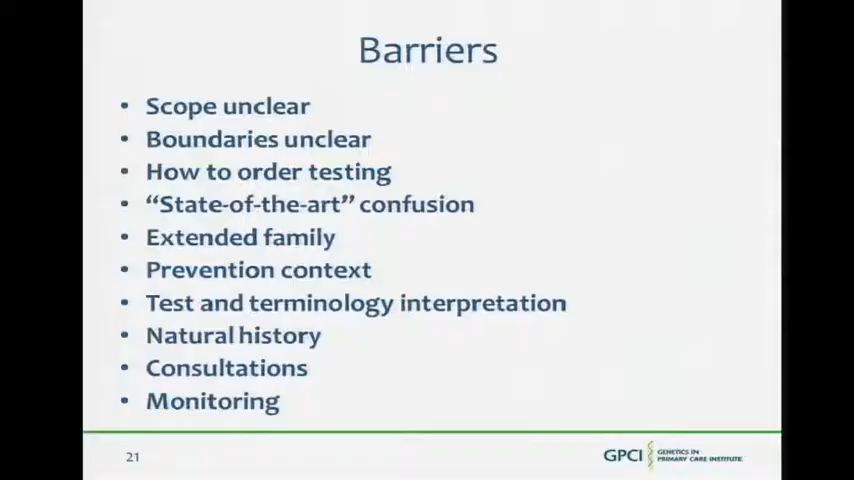 Barriers
• Scope unclear
• Boundaries unclear
• How to order testing
• “State-of-the-art” confusion
• Extended family
• Prevention context
• Test and terminology interpretation
• Natural history
• Consultations
• Monitoring
21
GPCI
GENETICS IN
PRIMARY CARE INSTITUTE